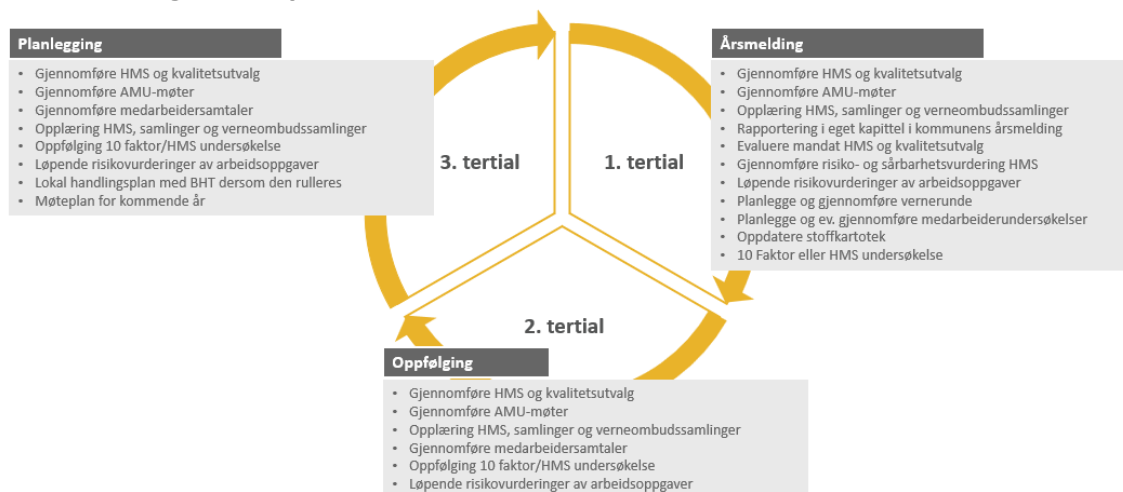 Planlegging
• Gjennomføre HMS og kvalitetsutvalg
• Gjennomføre AMU-møter
• Gjennomføre medarbeidersamtaler
• Opplæring HMS, samlinger og verneombudssamlinger
• Oppfølging 10 faktor/HMS undersøkelse
• Løpende risikovurderinger av arbeidsoppgaver
• Lokal handlingsplan med BHT dersom den rulleres
• Møteplan for kommende år
3. tertial
1. tertial
Årsmelding
• Gjennomføre HMS og kvalitetsutvalg
• Gjennomføre AMU-møter
• Opplæring HMS, samlinger og verneombudssamlinger
• Rapportering i eget kapittel i kommunens årsmelding
• Evaluere mandat HMS og kvalitetsutvalg
• Gjennomføre risiko- og sårbarhetsvurdering HMS
• Løpende risikovurderinger av arbeidsoppgaver
• Planlegge og gjennomføre vernerunde
• Planlegge og ev. gjennomføre medarbeiderundersøkelser
• Oppdatere stoffkartotek
• 10 Faktor eller HMS undersøkelse
2. tertial
Oppfølging
• Gjennomføre HMS og kvalitetsutvalg
• Gjennomføre AMU-møter
• Opplæring HMS, samlinger og verneombudssamlinger
• Gjennomføre medarbeidersamtaler
• Oppfølging 10 faktor/HMS undersøkelse
• Løpende risikovurderinger av arbeidsoppgaver